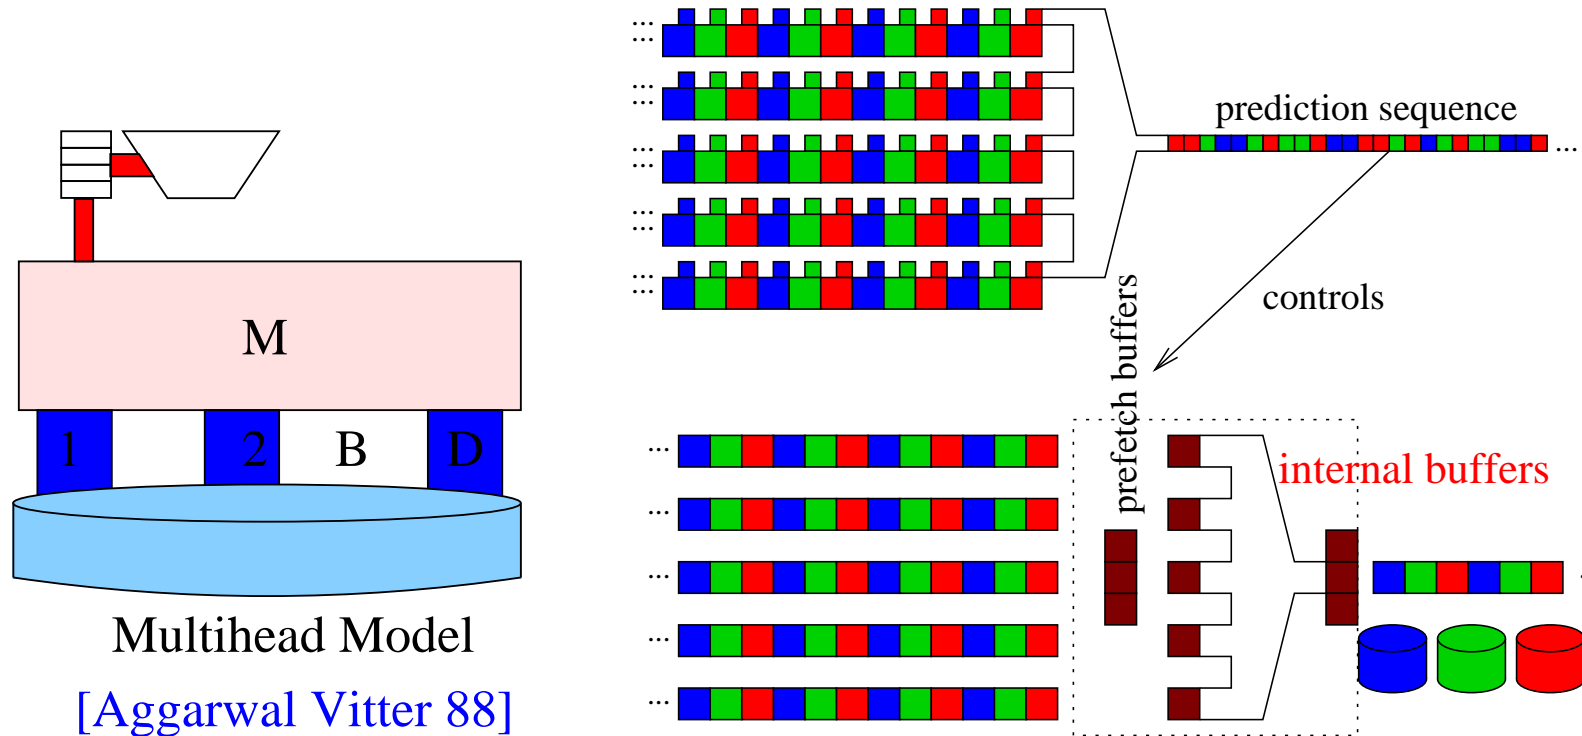 M
1 2 B D
Multihead Model
[Aggarwal Vitter 88]
...
...
...
...
...
...
...
...
...
...
prediction sequence
...
controls
prefetch buffers
internal buffers
...
...
...
...
...